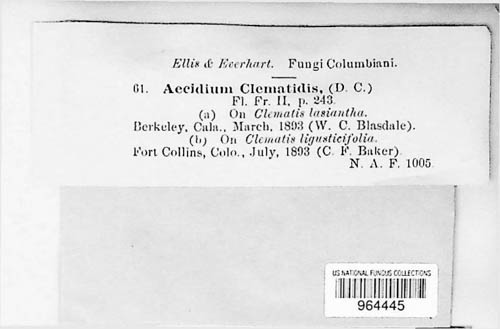 Ellis & Everhart. Fungi Columbiani.
61. Aecidium Clematidis, (D. C.)
Fl. Fr. II, p. 243.
(a) On Clematis lasiantha.
Berkeley, Cala., March, 1893 (W. C. Blasdale).
(b) On Clematis ligusticifolia.
Fort Collins, Colo., July, 1893 (C. F. Baker).
N. A. F. 1005.
US NATIONAL FUNGUS COLLECTIONS
964445